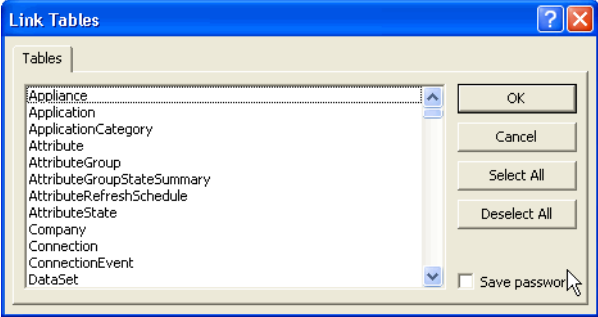 Link Tables
Tables
Appliance
Application
ApplicationCategory
Attribute
AttributeGroup
AttributeGroupStateSummary
AttributeRefreshSchedule
AttributeState
Company
Connection
ConnectionEvent
DataSet
OK
Cancel
Select All
Deselect All
Save passwor